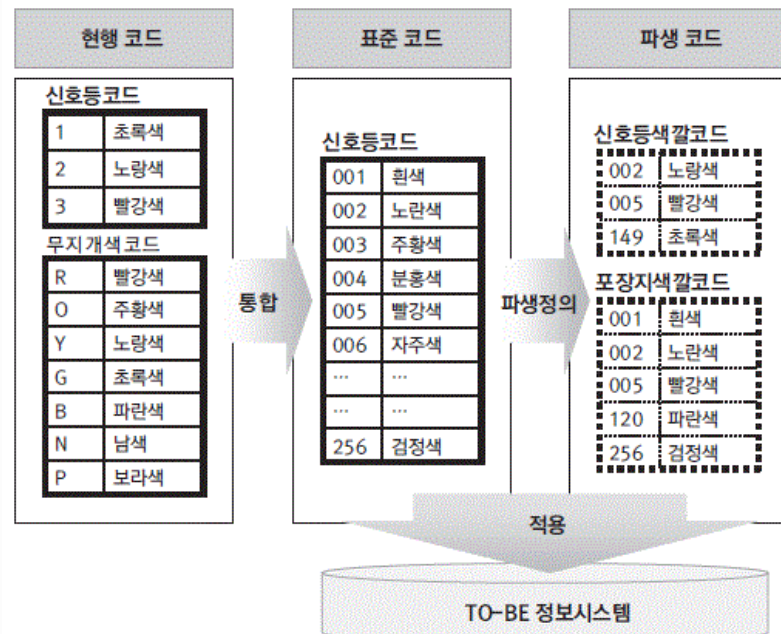 현행 코드
표준 코드
파생 코드
신호등코드
1 초록색
2 노랑색
3 빨강색
무지개색코드
R 빨강색
O 주황색
Y 노랑색
G 초록색
B 파란색
N 남색
P 보라색
통합
신호등코드
001 흰색
002 노란색
003 주황색
004 분홍색
005 빨강색
006 자주색
... ...
... ...
256 검정색
파생정의
신호등색깔코드
002 노랑색
005 빨강색
149 초록색
포장지색깔코드
001 흰색
002 노란색
005 빨강색
120 파란색
256 검정색
적용
TO-BE 정보시스템